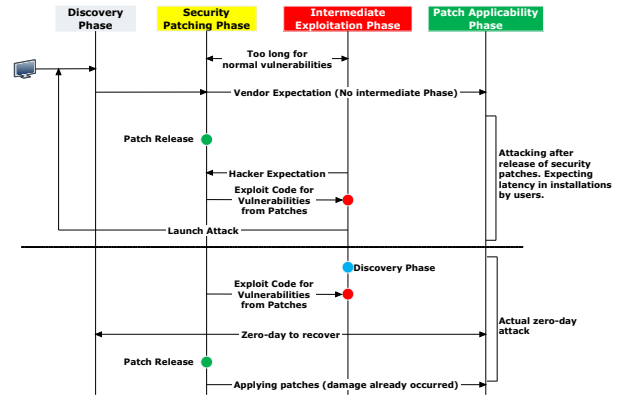 Discovery
Phase
Security
Patching Phase
Intermediate
Exploitation Phase
Patch Applicability
Phase
Too long for
normal vulnerabilities
Vendor Expectation (No intermediate Phase)
Patch Release
Attacking after
release of security
patches. Expecting
latency in installations
by users.
Hacker Expectation
Exploit Code for
Vulnerabilities
from Patches
Launch Attack
Discovery Phase
Exploit Code for
Vulnerabilities
from Patches
Actual zero-day
attack
Zero-day to recover
Patch Release
Applying patches (damage already occurred)